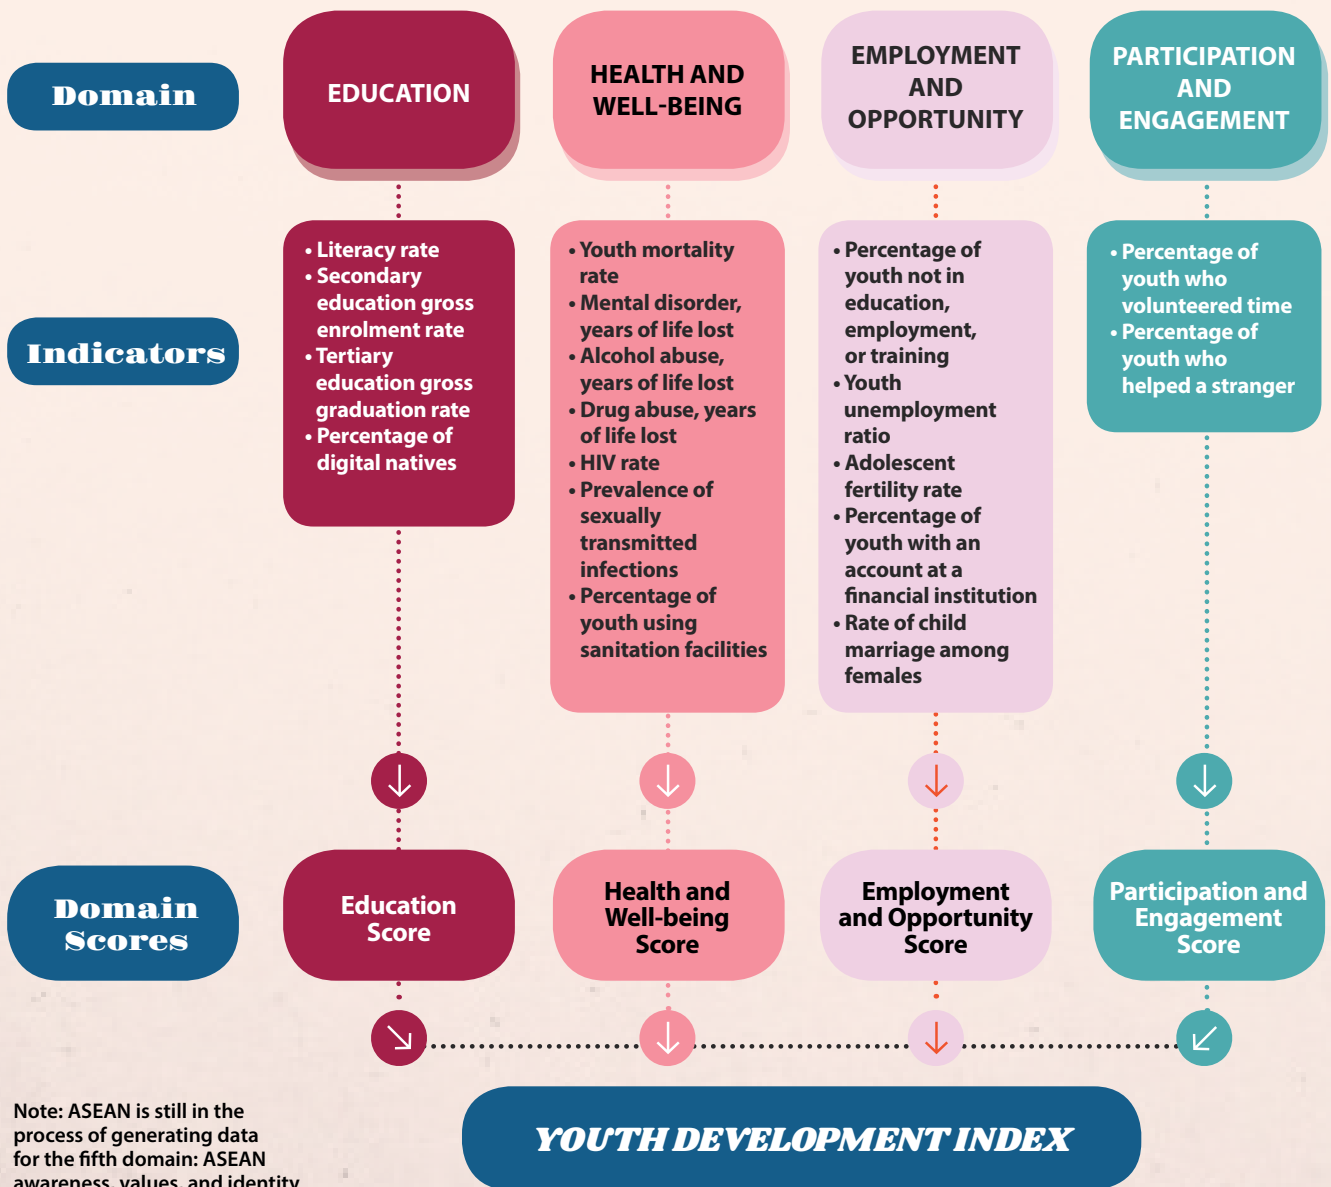 Domain
EDUCATION
HEALTH AND
WELL-BEING
EMPLOYMENT
AND
OPPORTUNITY
PARTICIPATION
AND
ENGAGEMENT
Indicators
• Literacy rate
• Secondary
education gross
enrolment rate
• Tertiary
education gross
graduation rate
• Percentage of
digital natives
• Youth mortality
rate
• Mental disorder,
years of life lost
• Alcohol abuse,
years of life lost
• Drug abuse, years
of life lost
• HIV rate
• Prevalence of
sexually
transmitted
infections
• Percentage of
youth using
sanitation facilities
• Percentage of
youth not in
education,
employment,
or training
• Youth
unemployment
ratio
• Adolescent
fertility rate
• Percentage of
youth with an
account at a
financial institution
• Rate of child
marriage among
females
• Percentage of
youth who
volunteered time
• Percentage of
youth who
helped a stranger
Domain
Scores
Education
Score
Health and
Well-being
Score
Employment
and Opportunity
Score
Participation and
Engagement
Score
Note: ASEAN is still in the
process of generating data
for the fifth domain: ASEAN
awareness, values, and identity
YOUTH DEVELOPMENT INDEX